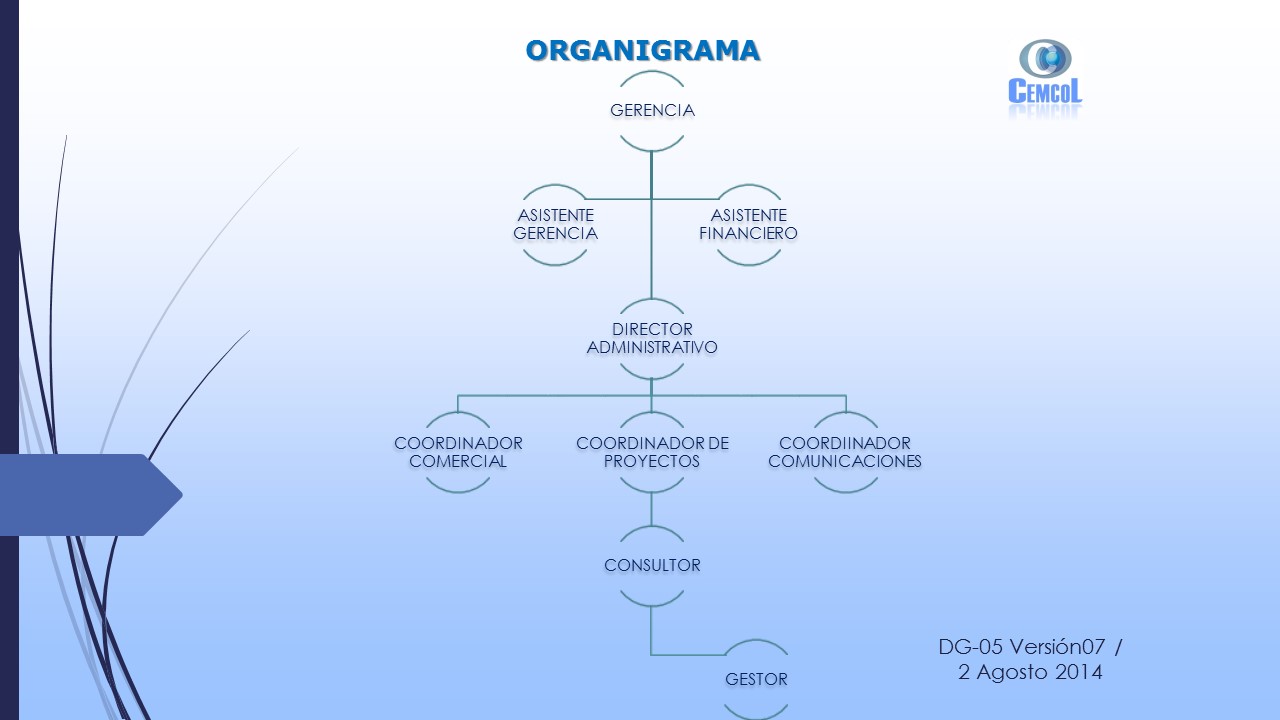 ORGANIGRAMA
CEMCOL
GERENCIA
ASISTENTE
GERENCIA
ASISTENTE
FINANCIERO
DIRECTOR
ADMINISTRATIVO
COORDINADOR
COMERCIAL
COORDINADOR DE
PROYECTOS
COORDIINADOR
COMUNICACIONES
CONSULTOR
GESTOR
DG-05 Versión07 /
2 Agosto 2014